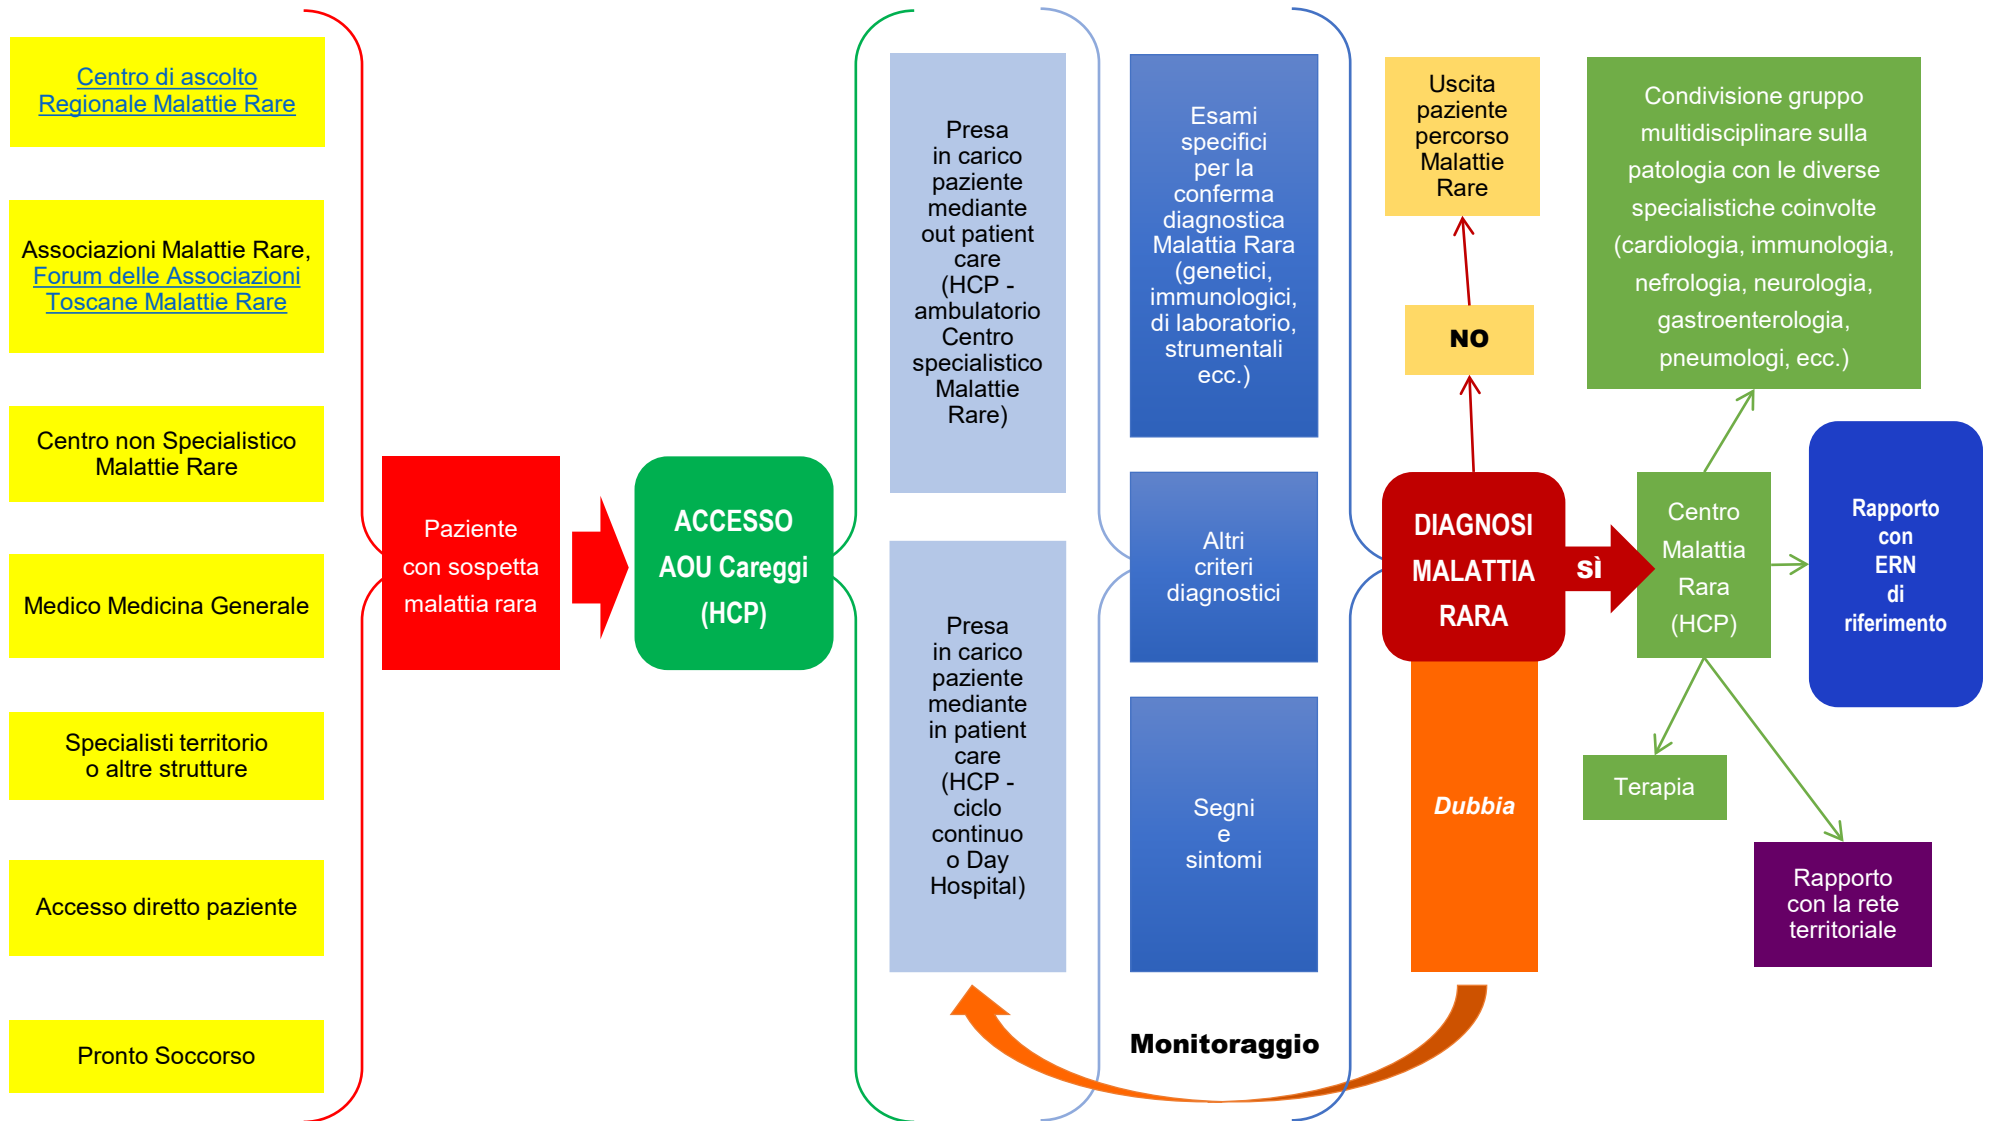 Centro di ascolto
Regionale Malattie Rare
Associazioni Malattie Rare,
Forum delle Associazioni
Toscane Malattie Rare
Centro non Specialistico
Malattie Rare
Medico Medicina Generale
Specialisti territorio
o altre strutture
Accesso diretto paziente
Pronto Soccorso
Paziente
con sospetta
malattia rara
ACCESSO
AOU Careggi
(HCP)
Presa
in carico
paziente
mediante
out patient
care
(HCP -
ambulatorio
Centro
specialistico
Malattie
Rare)
Presa
in carico
paziente
mediante
in patient
care
(HCP -
ciclo
continuo
o Day
Hospital)
Esami
specifici
per la
conferma
diagnostica
Malattia Rara
(genetici,
immunologici,
di laboratorio,
strumentali
ecc.)
Altri
criteri
diagnostici
Segni
e
sintomi
Monitoraggio
Uscita
paziente
percorso
Malattie
Rare
NO
DIAGNOSI
MALATTIA
RARA
SÌ
Dubbia
Condivisione gruppo
multidisciplinare sulla
patologia con le diverse
specialistiche coinvolte
(cardiologia, immunologia,
nefrologia, neurologia,
gastroenterologia,
pneumologi, ecc.)
Centro
Malattia
Rara
(HCP)
Rapporto
con
ERN
di
riferimento
Terapia
Rapporto
con la rete
territoriale